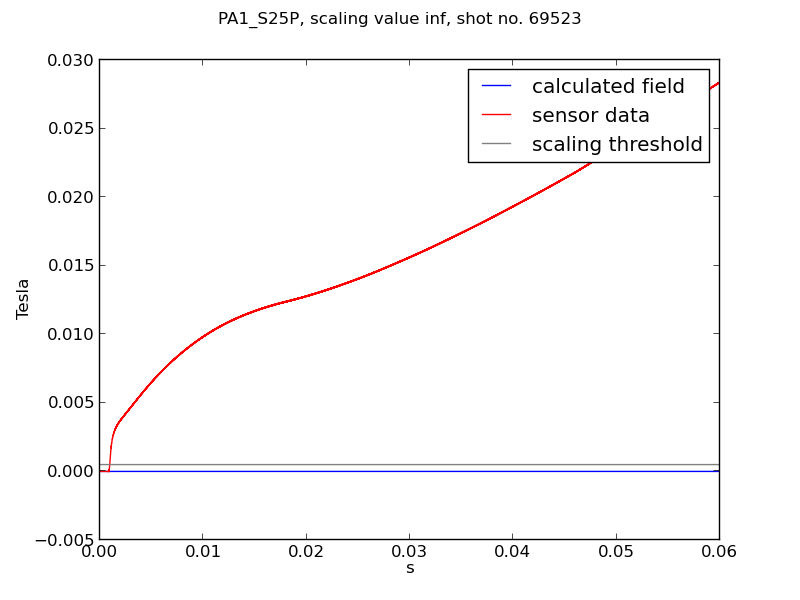 PA1_S25P, scaling value inf, shot no. 69523
calculated field
sensor data
scaling threshold
Tesla
0.030
0.025
0.020
0.015
0.010
0.005
0.000
−0.005
0.00 0.01 0.02 0.03 0.04 0.05 0.06
s